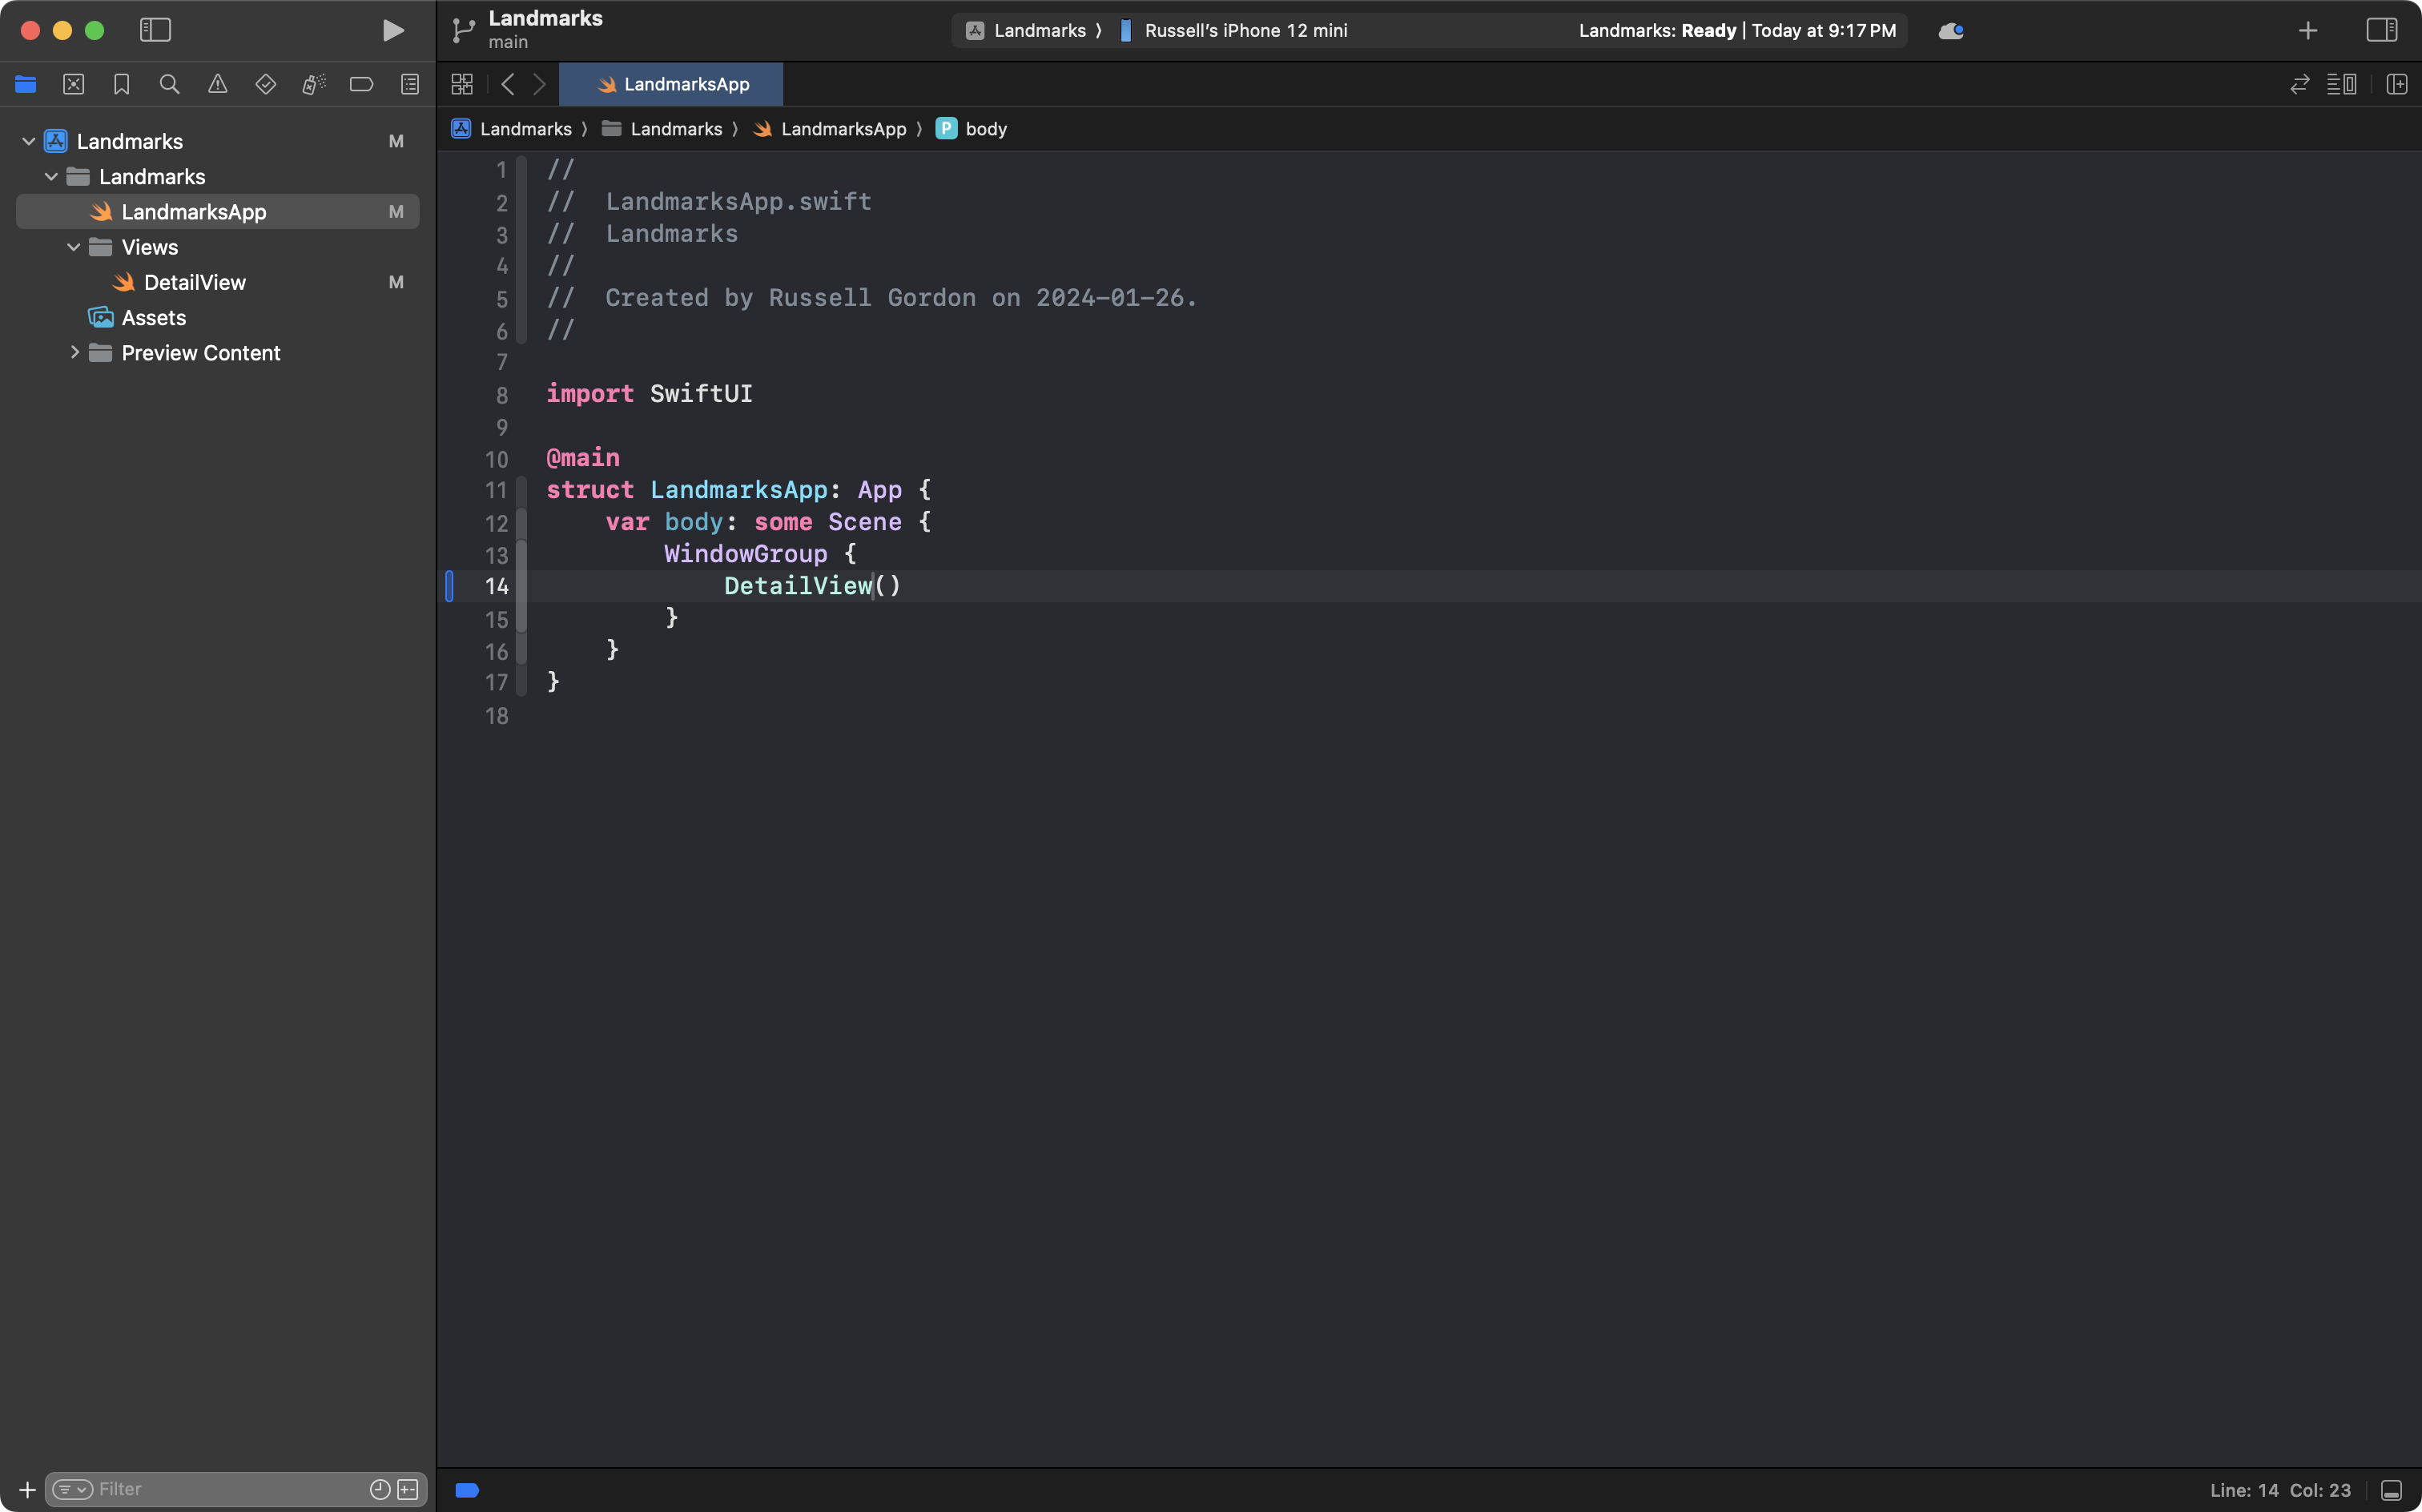 Landmarks
main
Landmarks 〉 Russell’s iPhone 12 mini
Landmarks: Ready | Today at 9:17 PM
LandmarksApp
Landmarks 〉 Landmarks 〉 LandmarksApp 〉 P body
Landmarks M
Landmarks
LandmarksApp M
Views
DetailView M
Assets
Preview Content
1 //
2 //  LandmarksApp.swift
3 //  Landmarks
4 //
5 //  Created by Russell Gordon on 2024-01-26.
6 //
7
8 import SwiftUI
9
10 @main
11 struct LandmarksApp: App {
12     var body: some Scene {
13         WindowGroup {
14             DetailView()
15         }
16     }
17 }
18
Filter
Line: 14 Col: 23